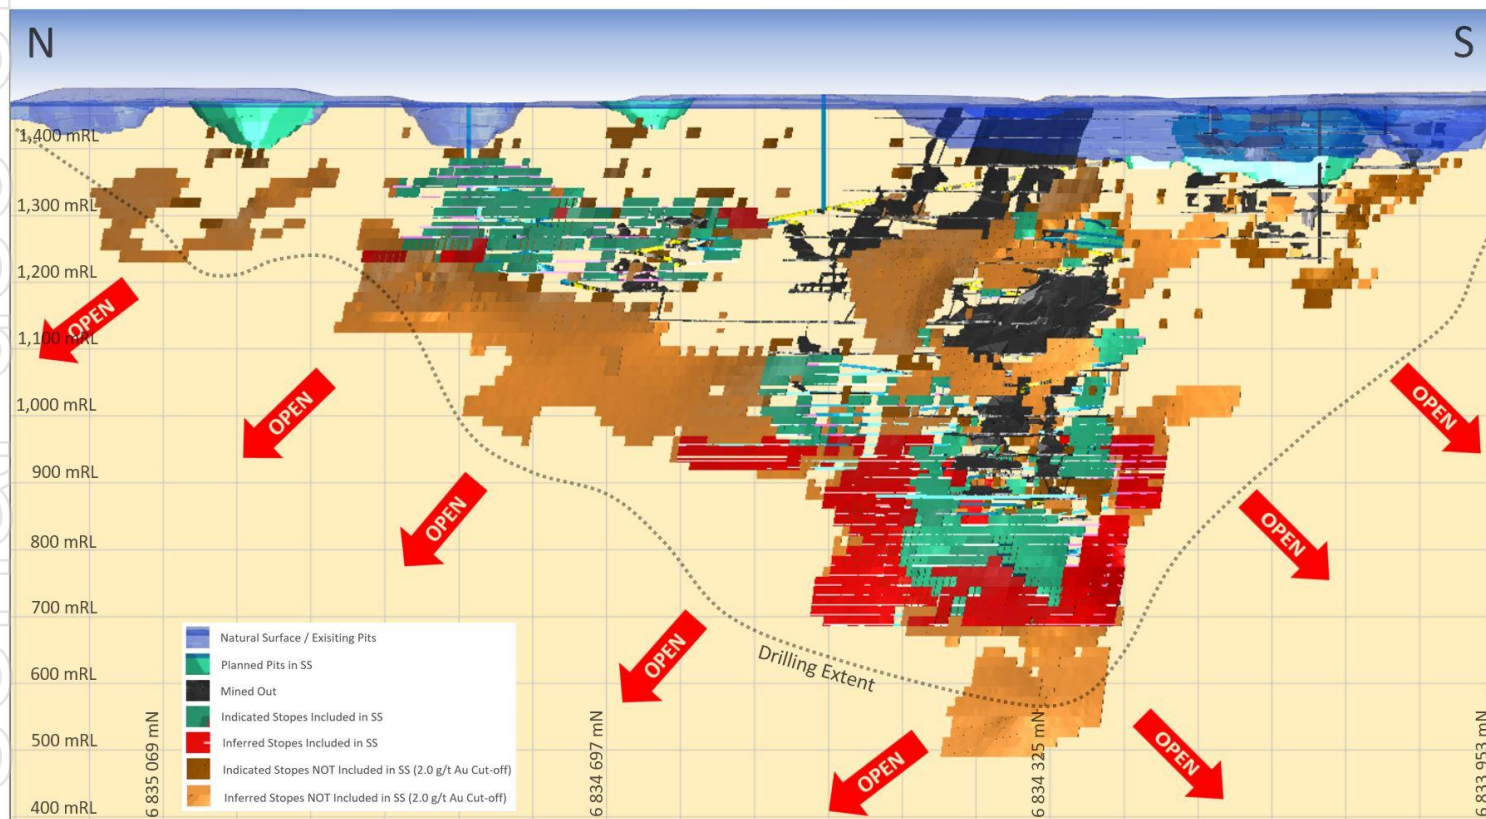 N
S
1,400 mRL
1,300 mRL
1,200 mRL
OPEN
1,100 mRL
OPEN
OPEN
1,000 mRL
900 mRL
OPEN
OPEN
800 mRL
700 mRL
OPEN
Drilling Extent
600 mRL
500 mRL
OPEN
OPEN
400 mRL
Natural Surface / Exisiting Pits
Planned Pits in SS
Mined Out
Indicated Stopes Included in SS
Inferred Stopes Included in SS
Indicated Stopes NOT Included in SS (2.0 g/t Au Cut-off)
Inferred Stopes NOT Included in SS (2.0 g/t Au Cut-off)
6 835 069 mN
6 834 697 mN
6 834 325 mN
6 833 953 mN